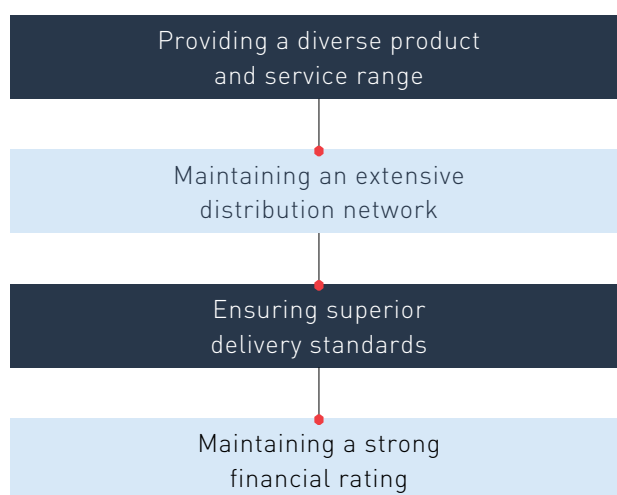 Providing a diverse product
and service range
Maintaining an extensive
distribution network
Ensuring superior
delivery standards
Maintaining a strong
financial rating